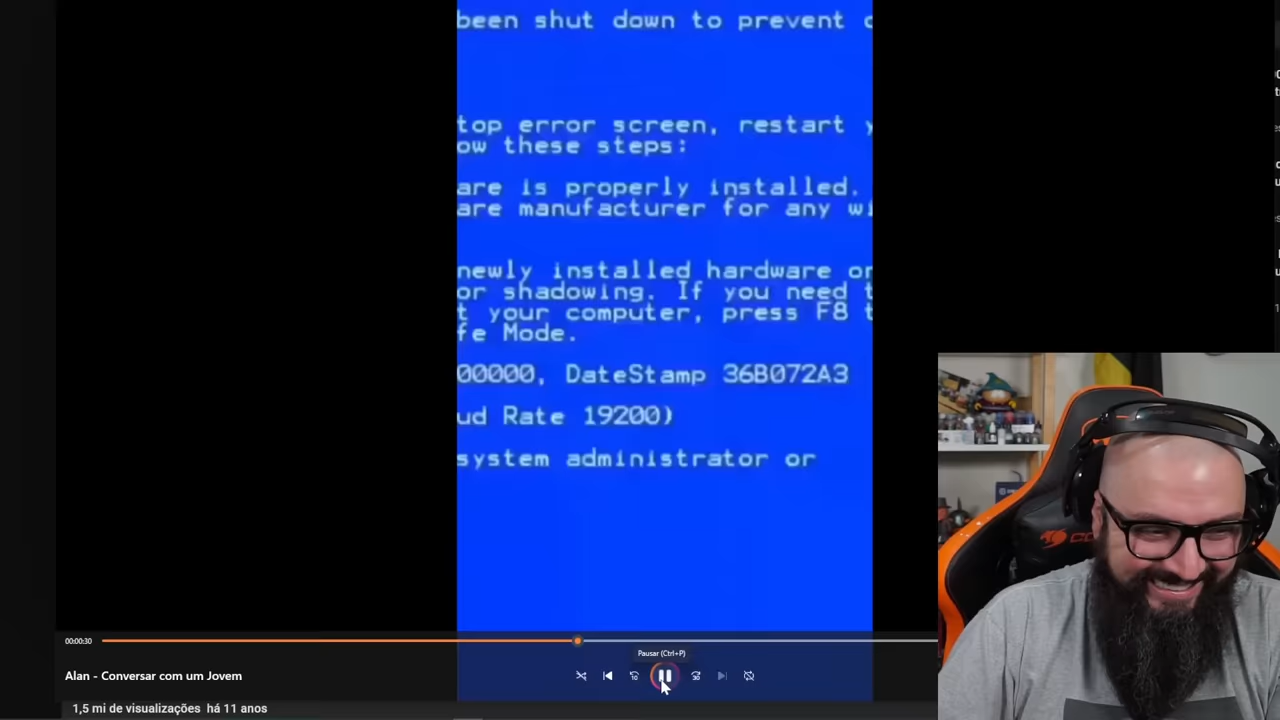 been shut down to prevent
top error screen, restart
ow these steps:
are is properly installed.
are manufacturer for any wi
newly installed hardware or
or shadowing. If you need t
t your computer, press F8 t
fe Mode.
00000, DateStamp 36B072A3
ud Rate 19200)
system administrator or
00:00:30
Pausar (Ctrl+P)
Alan - Conversar com um Jovem
10
30
1,5 mi de visualizações há 11 anos